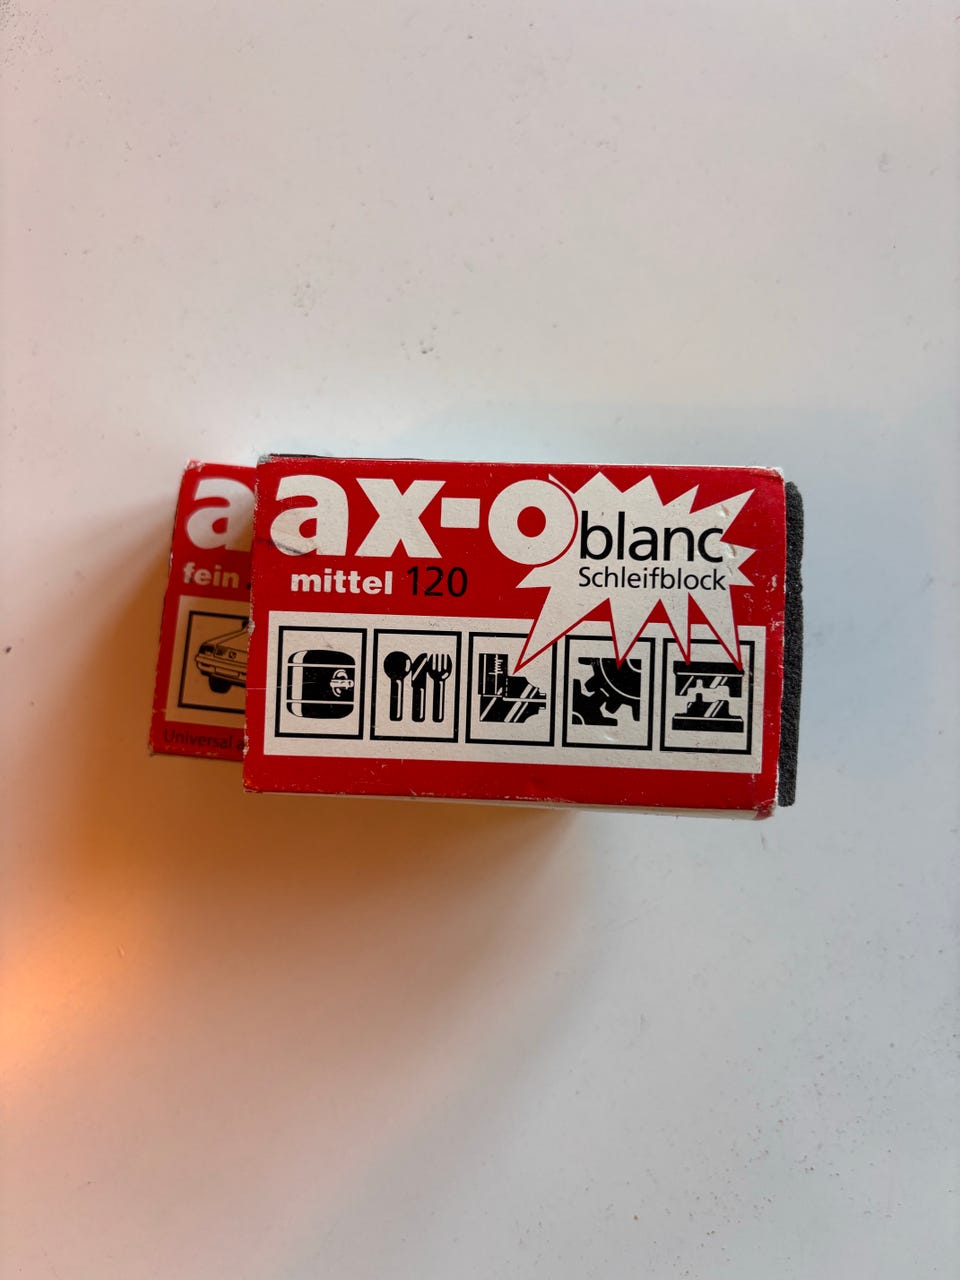 ax-o
blanc
Schleifblock
mittel 120
a
fein
Universal